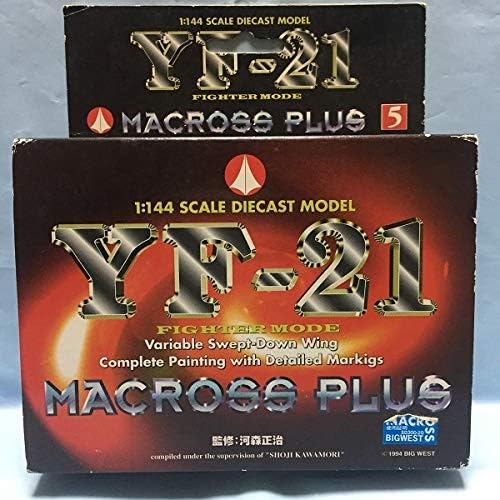 1:144 SCALE DIECAST MODEL
YF-21
FIGHTER MODE
MACROSS PLUS 5
1:144 SCALE DIECAST MODEL
YF-21
FIGHTER MODE
Variable Swept-Down Wing
Complete Painting with Detailed Markigs
MACROSS PLUS
監修:河森正治
compiled under the supervision of "SHOJI KAWAMORI"
MACROSS
BIGWEST
©1994 BIG WEST